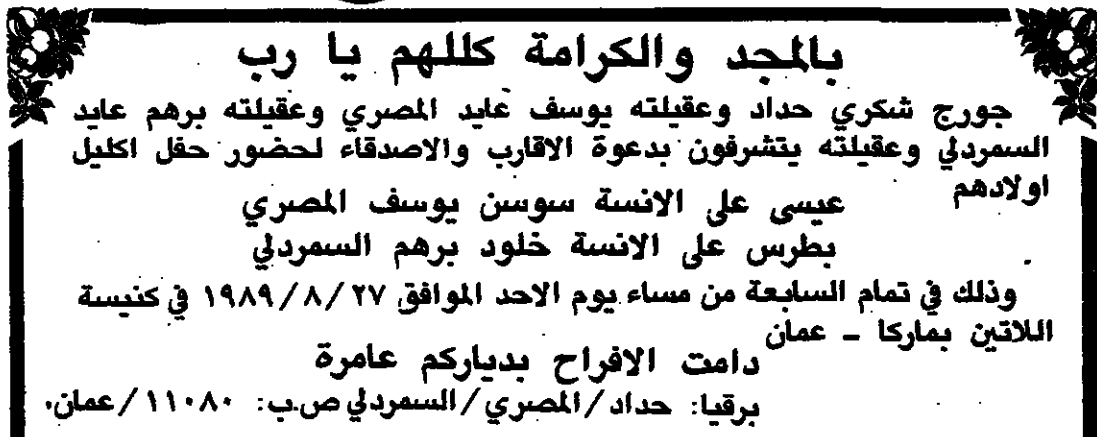 بالمجد والكرامة كللهم يا رب
جورج شكري حداد وعقيلته يوسف عايد المصري وعقيلته برهم عايد
السمردلي وعقيلته يتشرفون بدعوة الاقارب والاصدقاء لحضور حفل اكليل
اولادهم
عيسى على الانسة سوسن يوسف المصري
بطرس على الانسة خلود برهم السمردلي
وذلك في تمام السابعة من مساء يوم الاحد الموافق ٢٧/٨/١٩٨٩ في كنيسة
اللاتين بماركا ـ عمان
دامت الافراح بدياركم عامرة
برقيا: حداد/المصري/السمردلي ص.ب: ١١٠٨٠/عمان.